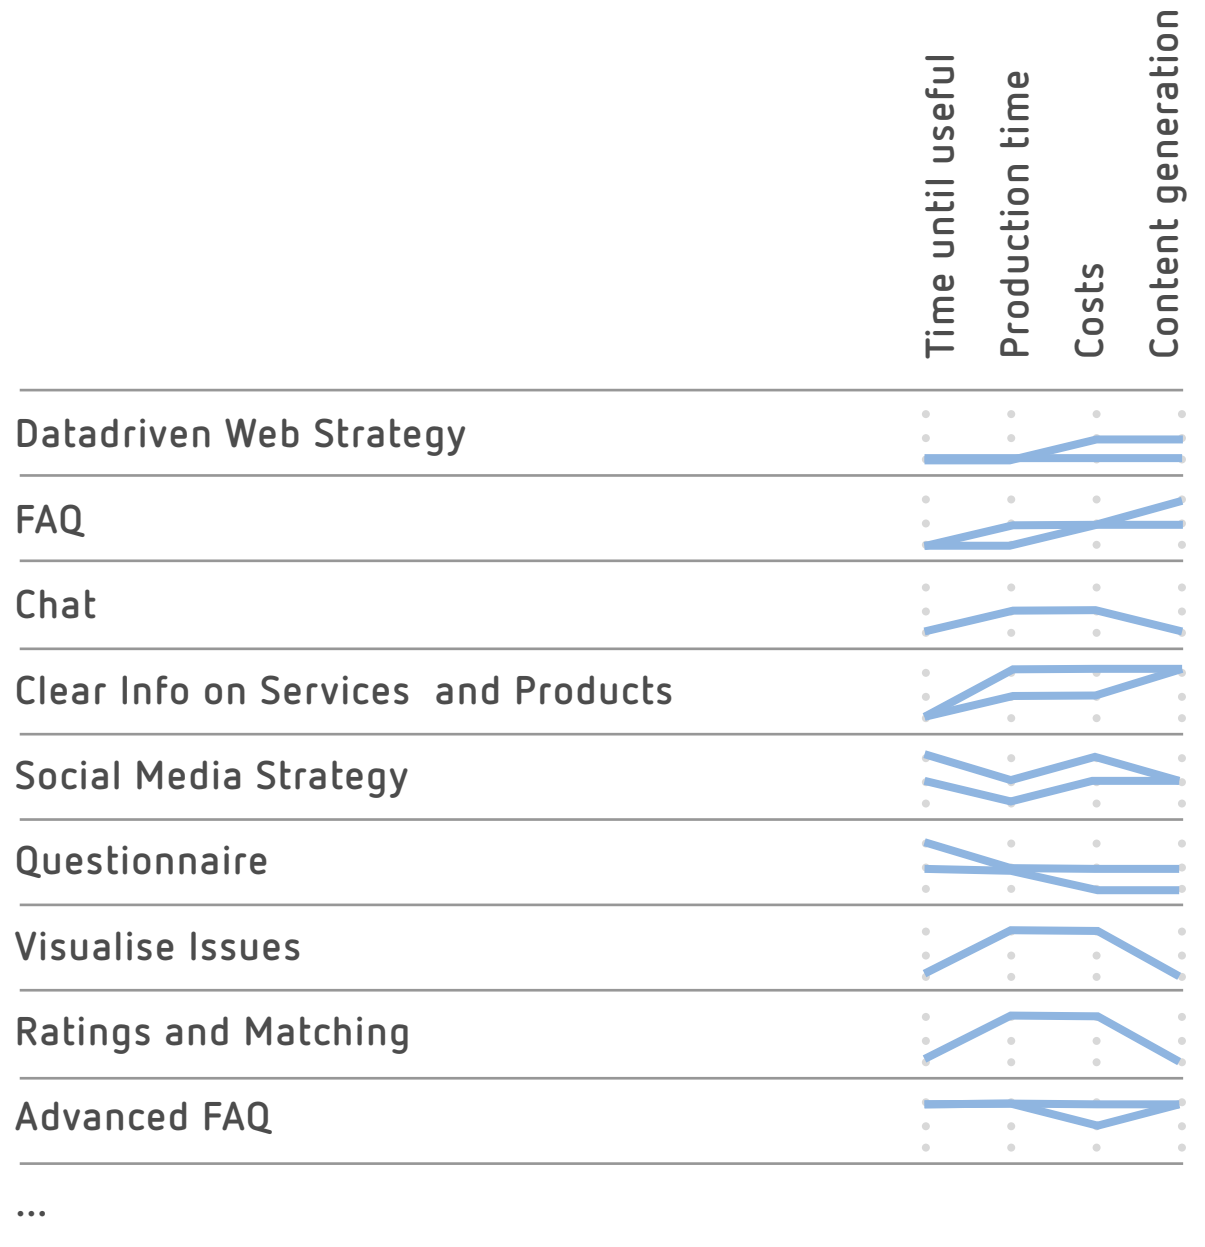 Time until useful
Production time
Costs
Content generation
Datadriven Web Strategy
FAQ
Chat
Clear Info on Services  and Products
Social Media Strategy
Questionnaire
Visualise Issues
Ratings and Matching
Advanced FAQ
...